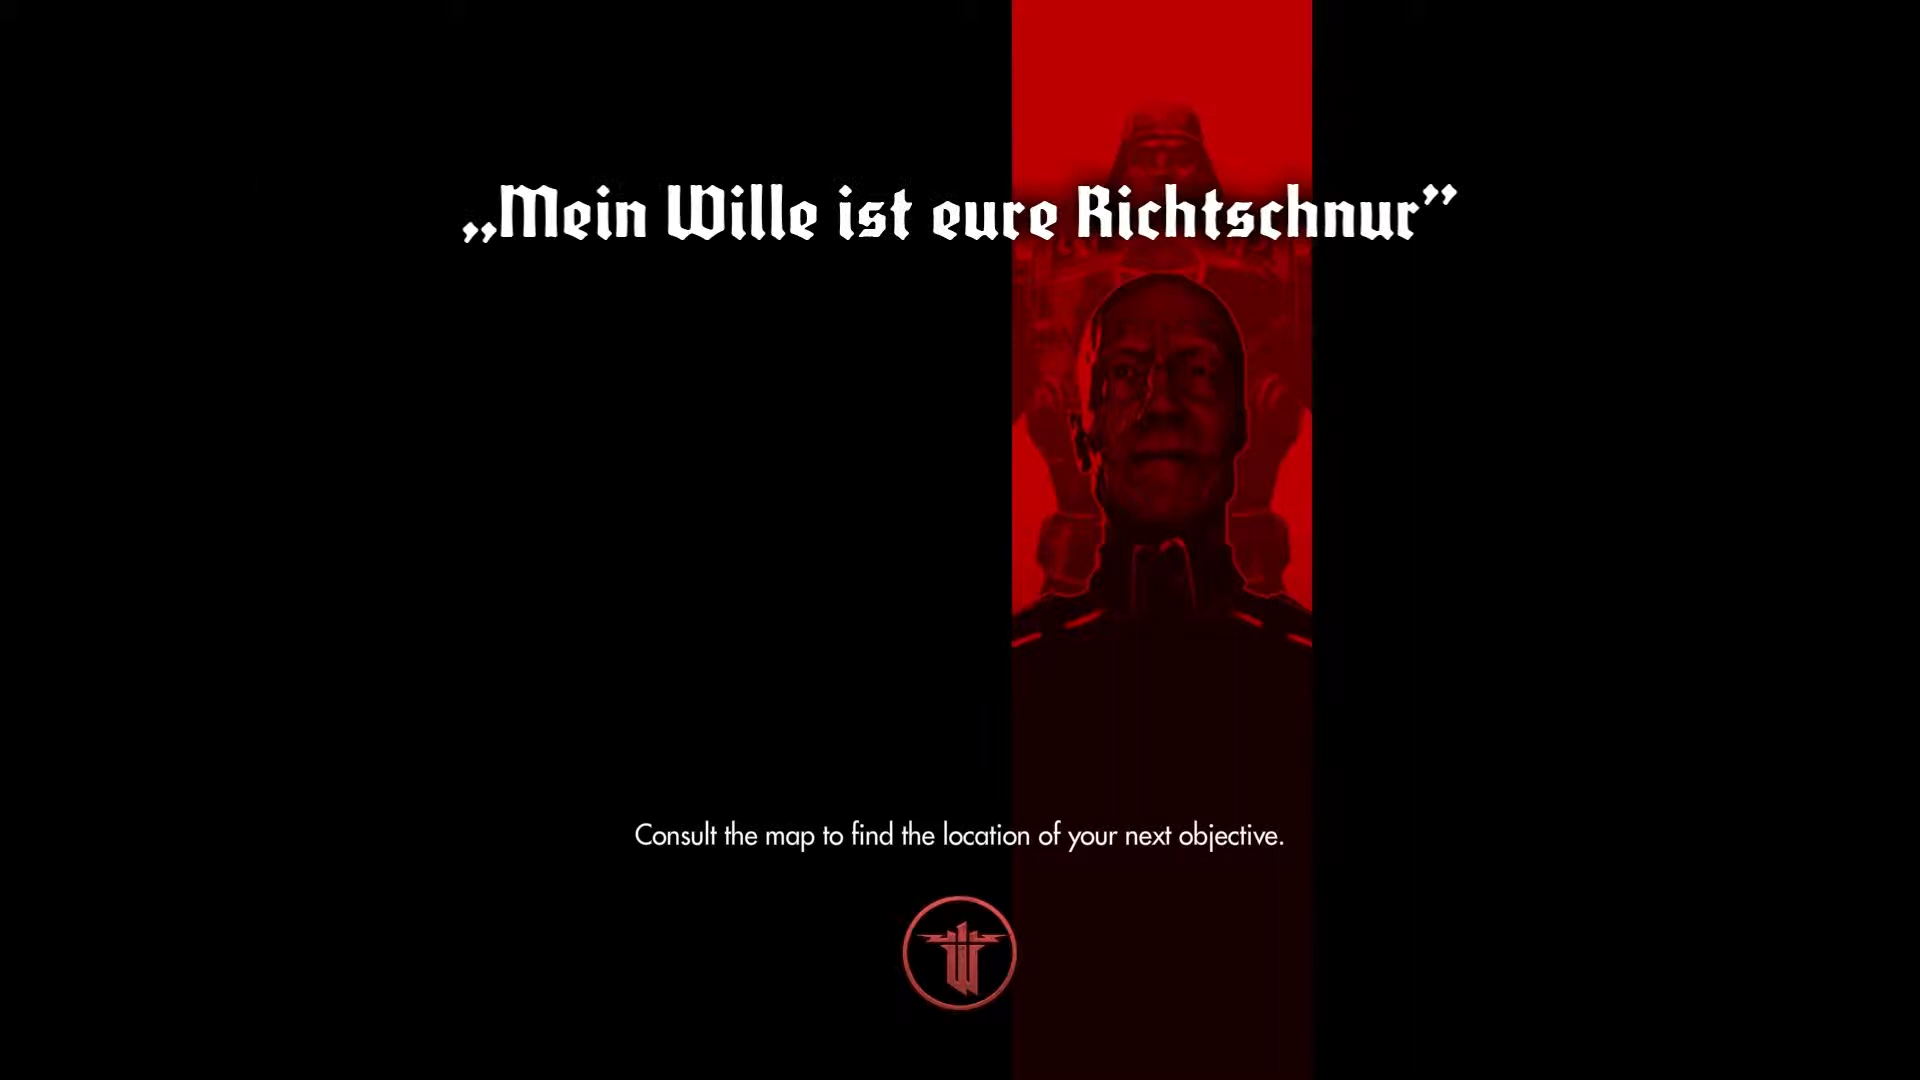 „Mein Wille ist eure Richtschnur”
Consult the map to find the location of your next objective.